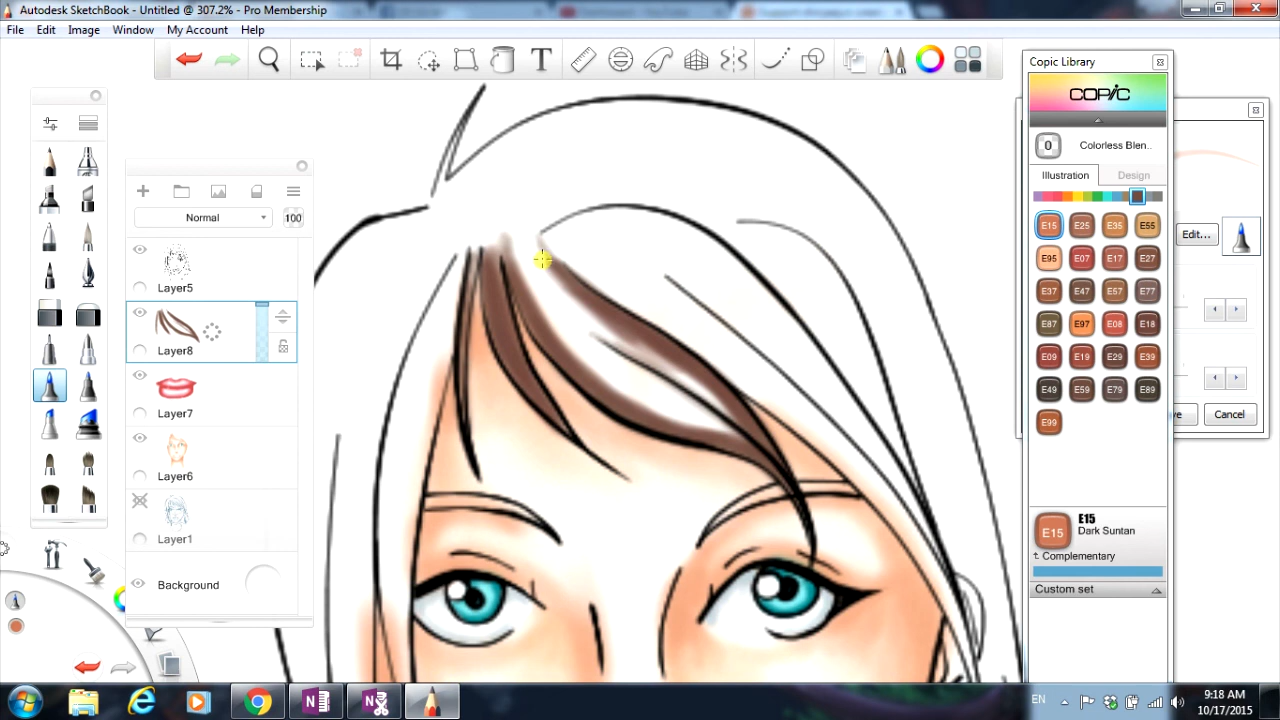 Autodesk SketchBook - Untitled @ 307.2% - Pro Membership
File Edit Image Window My Account Help
T
Copic Library
COPIC
0 Colorless Blen..
Illustration Design
Normal 100
Layer5
Layer8
Layer7
Layer6
Layer1
Background
E15 E25 E35 E55
E95 E07 E17 E27
E37 E47 E57 E77
E87 E97 E08 E18
E09 E19 E29 E39
E49 E59 E79 E89
E99
Edit...
Cancel
E15 E15
Dark Suntan
Complementary
Custom set
EN
9:18 AM
10/17/2015